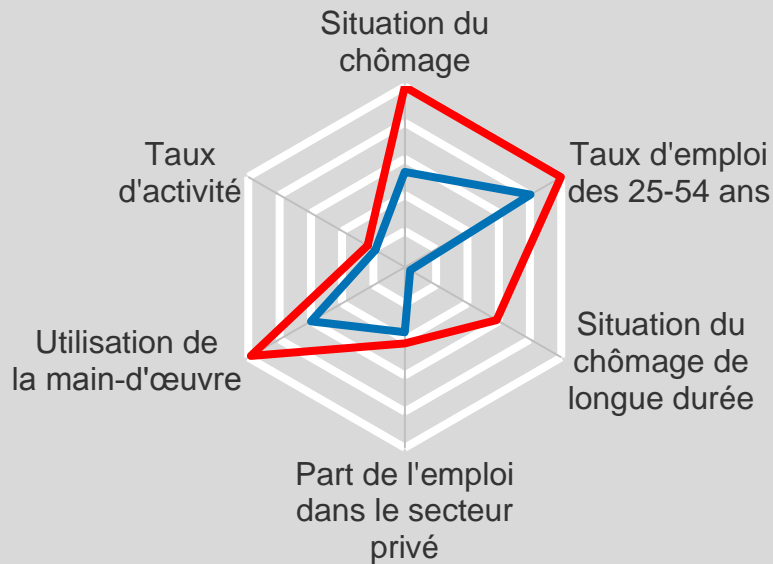 Situation du
chômage
Taux d'emploi
des 25-54 ans
Situation du
chômage de
longue durée
Part de l'emploi
dans le secteur
privé
Utilisation de
la main-d'œuvre
Taux
d'activité